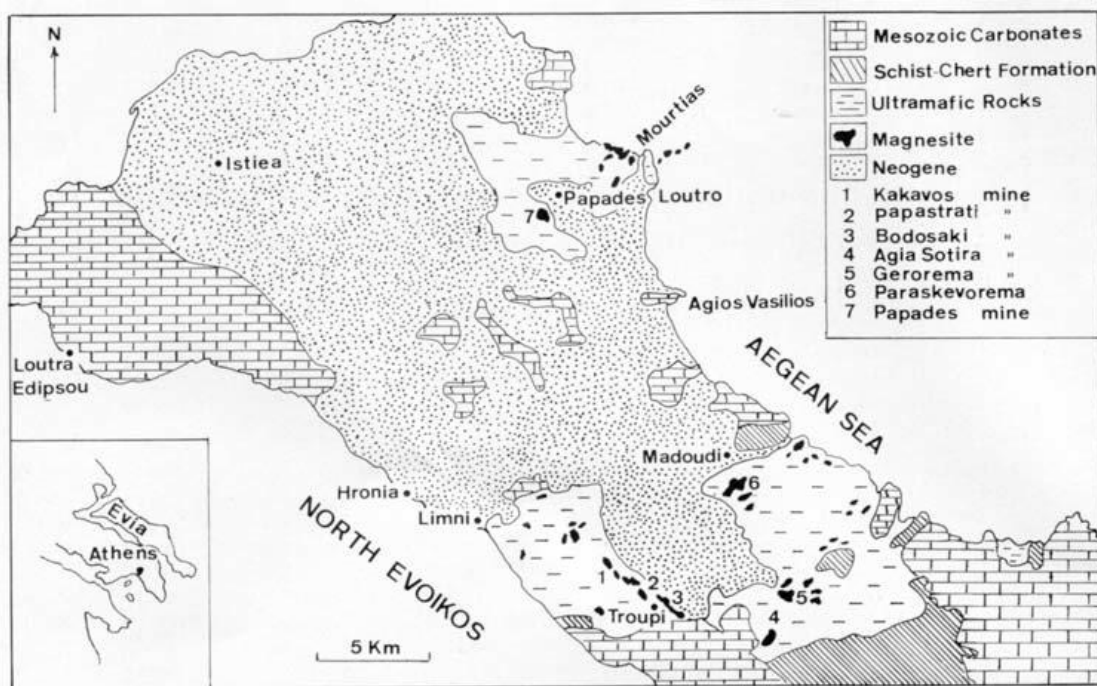 N
Istiea
Mourtias
Papades
Loutro
7
Agios Vasilios
Loutra
Edipsou
AEGEAN SEA
Madoudi
6
Hronia
Limni
NORTH EVOIKOS
1
2
3
Troupi
5
4
5 Km
Evia
Athens
Mesozoic Carbonates
Schist-Chert Formation
Ultramafic Rocks
Magnesite
Neogene
1 Kakavos mine
2 papastrati "
3 Bodosaki "
4 Agia Sotira "
5 Gerorema "
6 Paraskevorema
7 Papades mine